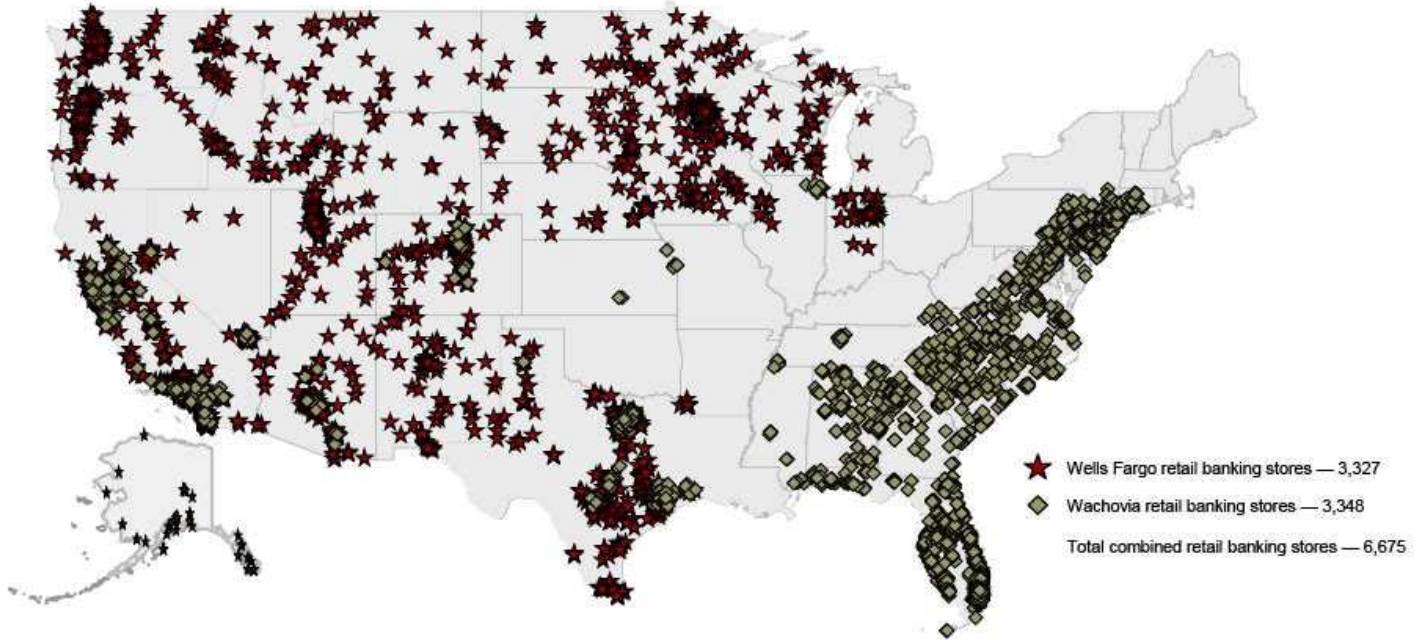 Wells Fargo retail banking stores — 3,327
Wachovia retail banking stores — 3,348
Total combined retail banking stores — 6,675